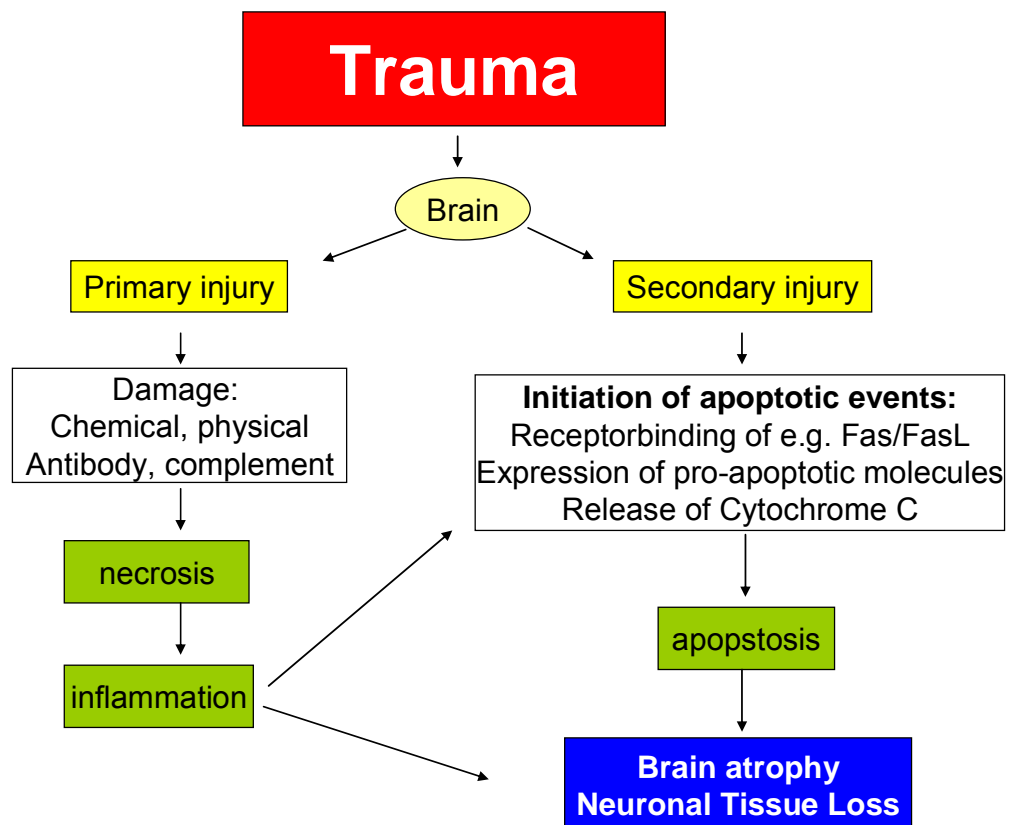 Trauma
Brain
Primary injury
Secondary injury
Damage:
Chemical, physical
Antibody, complement
Initiation of apoptotic events:
Receptorbinding of e.g. Fas/FasL
Expression of pro-apoptotic molecules
Release of Cytochrome C
necrosis
apopstosis
inflammation
Brain atrophy
Neuronal Tissue Loss